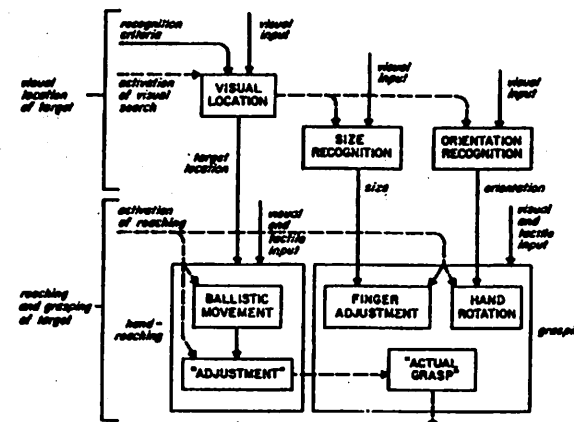 recognition
criteria
visual
input
activation
of visual
search
visual
location
of target
VISUAL
LOCATION
visual
input
visual
input
SIZE
RECOGNITION
ORIENTATION
RECOGNITION
target
location
size
orientation
activation
of reaching
visual
and
tactile
input
visual
and
tactile
input
reaching
and grasping
of target
hand-
reaching
BALLISTIC
MOVEMENT
FINGER
ADJUSTMENT
HAND
ROTATION
graspi
"ADJUSTMENT"
"ACTUAL
GRASP"